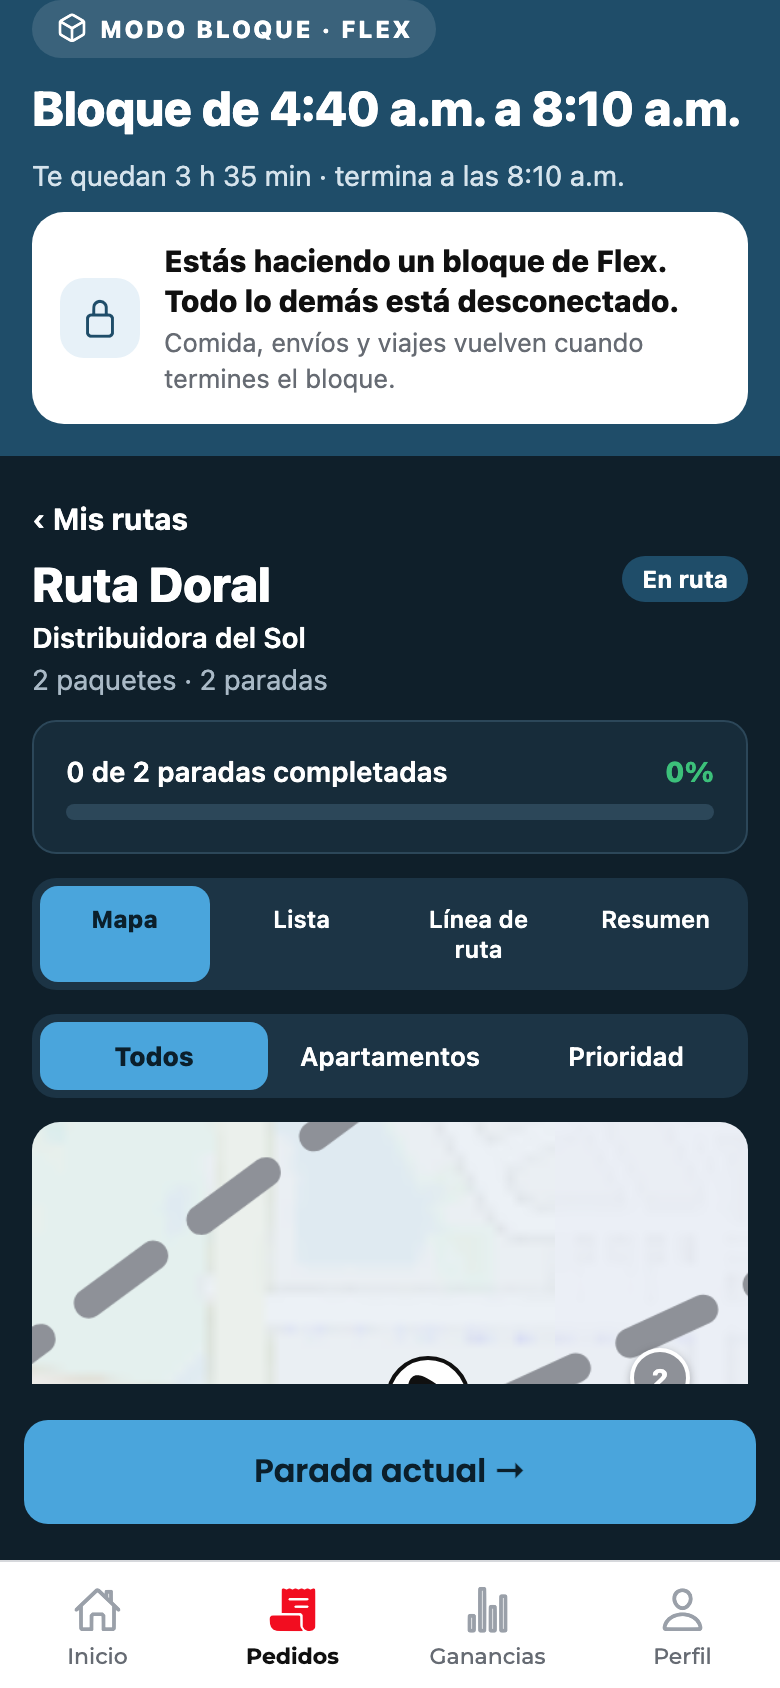 MODO BLOQUE · FLEX
Bloque de 4:40 a.m. a 8:10 a.m.
Te quedan 3 h 35 min · termina a las 8:10 a.m.
Estás haciendo un bloque de Flex.
Todo lo demás está desconectado.
Comida, envíos y viajes vuelven cuando
termines el bloque.
‹ Mis rutas
Ruta Doral
En ruta
Distribuidora del Sol
2 paquetes · 2 paradas
0 de 2 paradas completadas
0%
Mapa
Lista
Línea de
ruta
Resumen
Todos
Apartamentos
Prioridad
2
Parada actual →
Inicio
Pedidos
Ganancias
Perfil